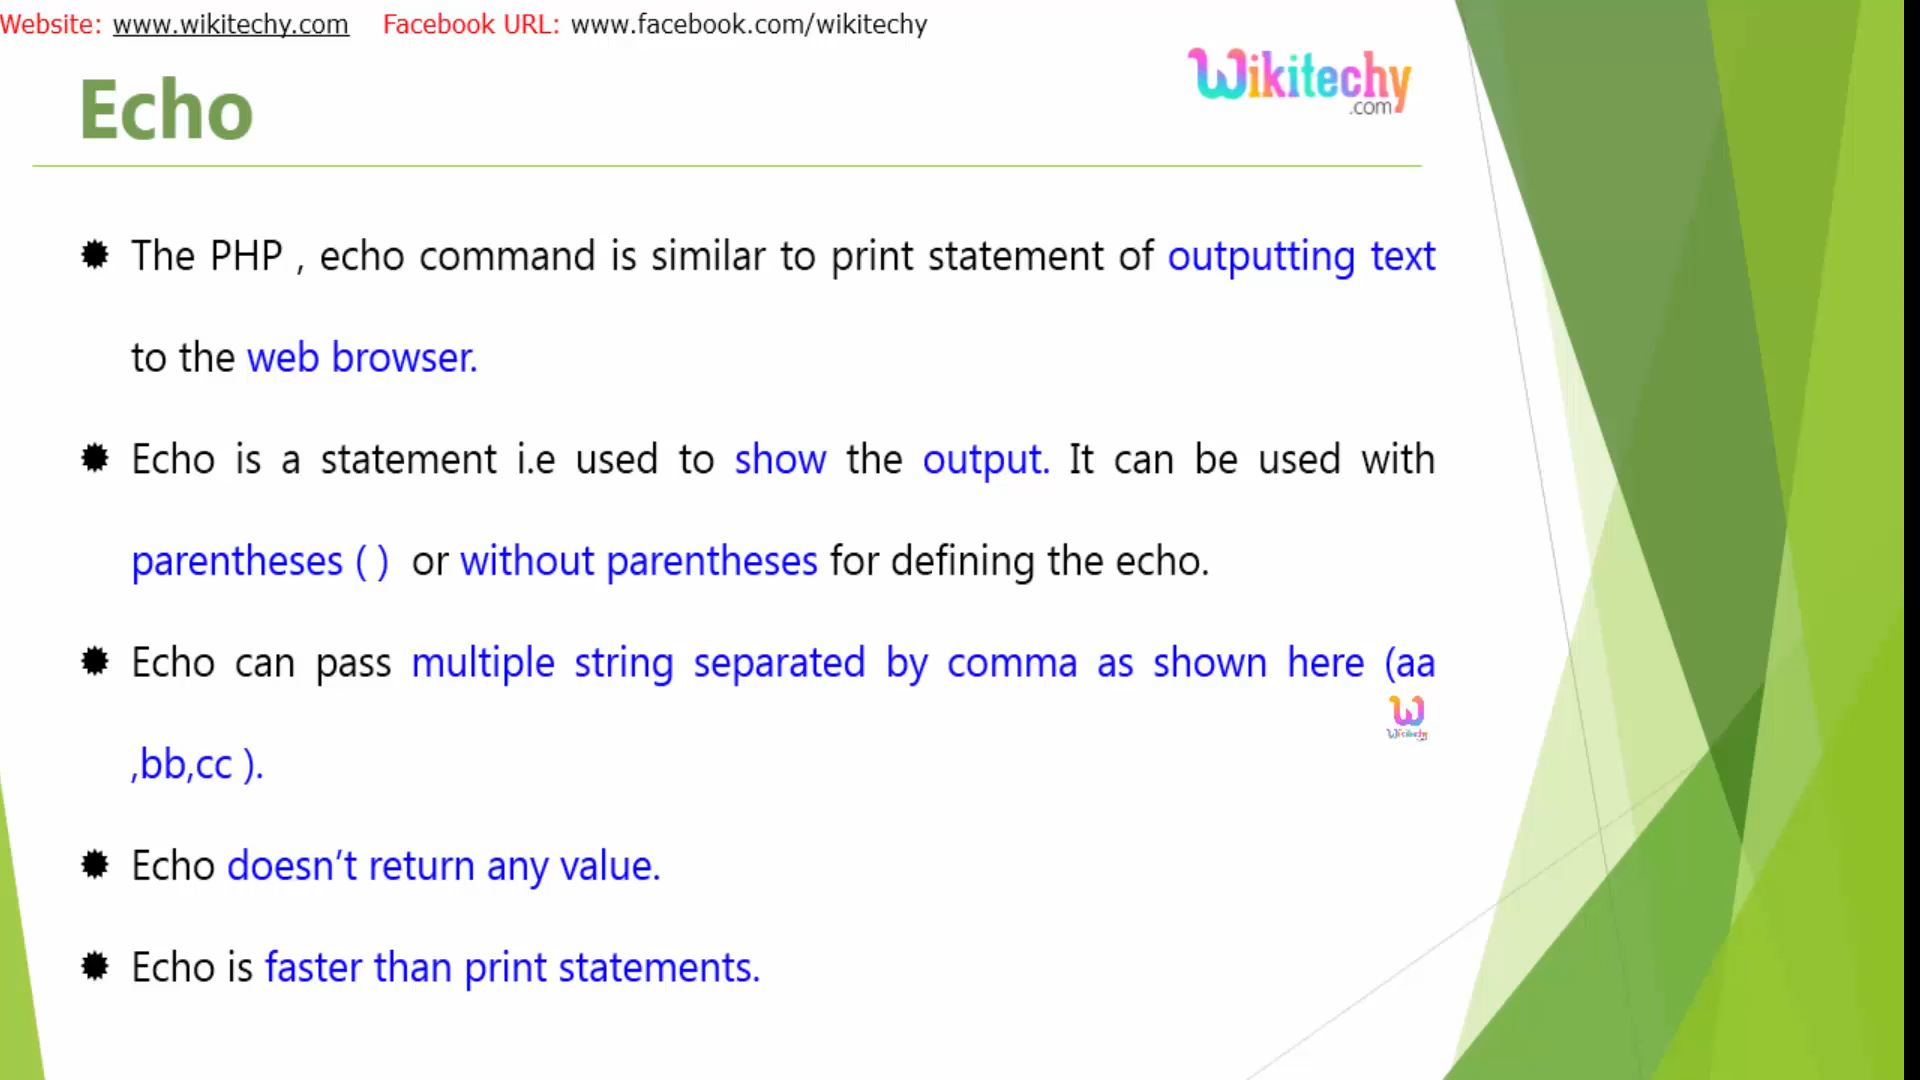 Website: www.wikitechy.com Facebook URL: www.facebook.com/wikitechy
Wikitechy
.com
Echo
The PHP , echo command is similar to print statement of outputting text
to the web browser.
Echo is a statement i.e used to show the output. It can be used with
parentheses ( ) or without parentheses for defining the echo.
Echo can pass multiple string separated by comma as shown here (aa
W
Wikitechy
,bb,cc ).
Echo doesn’t return any value.
Echo is faster than print statements.